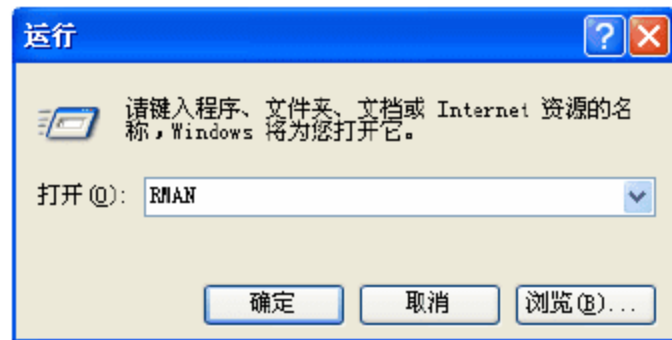 运行
请键入程序、文件夹、文档或 Internet 资源的名
称，Windows 将为您打开它。
打开(O): RMAN
确定 取消 浏览(B)...